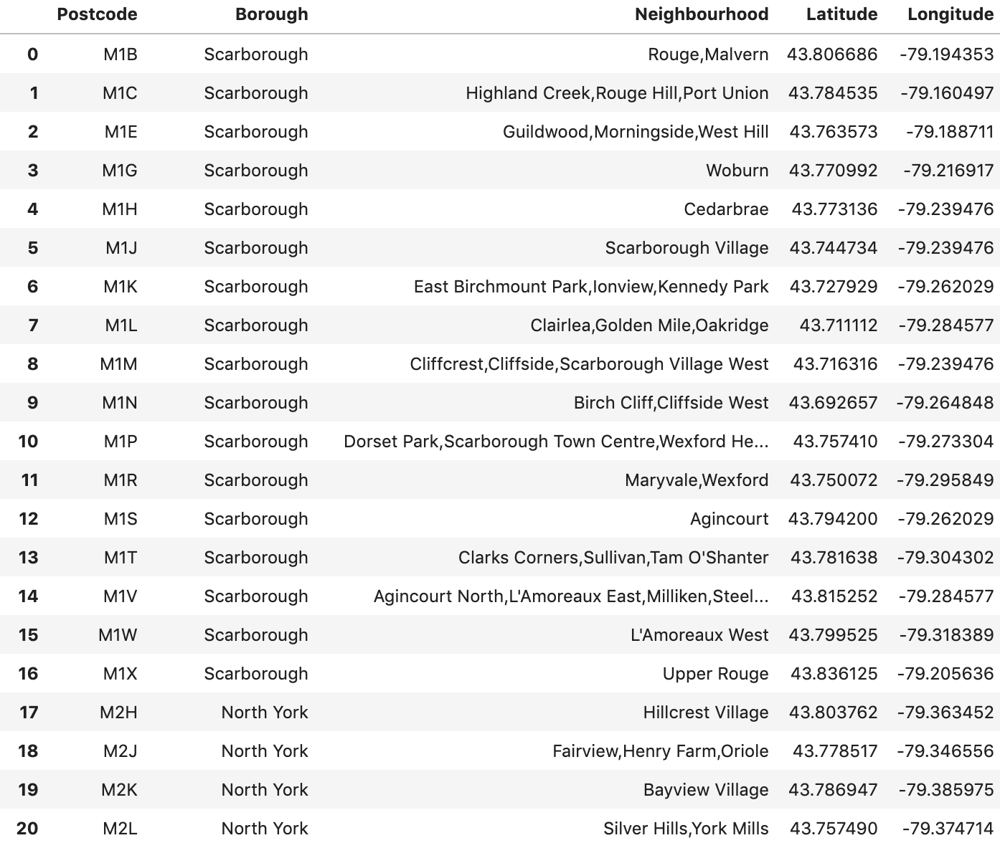 Postcode Borough Neighbourhood Latitude Longitude
0 M1B Scarborough Rouge,Malvern 43.806686 -79.194353
1 M1C Scarborough Highland Creek,Rouge Hill,Port Union 43.784535 -79.160497
2 M1E Scarborough Guildwood,Morningside,West Hill 43.763573 -79.188711
3 M1G Scarborough Woburn 43.770992 -79.216917
4 M1H Scarborough Cedarbrae 43.773136 -79.239476
5 M1J Scarborough Scarborough Village 43.744734 -79.239476
6 M1K Scarborough East Birchmount Park,Ionview,Kennedy Park 43.727929 -79.262029
7 M1L Scarborough Clairlea,Golden Mile,Oakridge 43.711112 -79.284577
8 M1M Scarborough Cliffcrest,Cliffside,Scarborough Village West 43.716316 -79.239476
9 M1N Scarborough Birch Cliff,Cliffside West 43.692657 -79.264848
10 M1P Scarborough Dorset Park,Scarborough Town Centre,Wexford He... 43.757410 -79.273304
11 M1R Scarborough Maryvale,Wexford 43.750072 -79.295849
12 M1S Scarborough Agincourt 43.794200 -79.262029
13 M1T Scarborough Clarks Corners,Sullivan,Tam O'Shanter 43.781638 -79.304302
14 M1V Scarborough Agincourt North,L'Amoreaux East,Milliken,Steel... 43.815252 -79.284577
15 M1W Scarborough L'Amoreaux West 43.799525 -79.318389
16 M1X Scarborough Upper Rouge 43.836125 -79.205636
17 M2H North York Hillcrest Village 43.803762 -79.363452
18 M2J North York Fairview,Henry Farm,Oriole 43.778517 -79.346556
19 M2K North York Bayview Village 43.786947 -79.385975
20 M2L North York Silver Hills,York Mills 43.757490 -79.374714